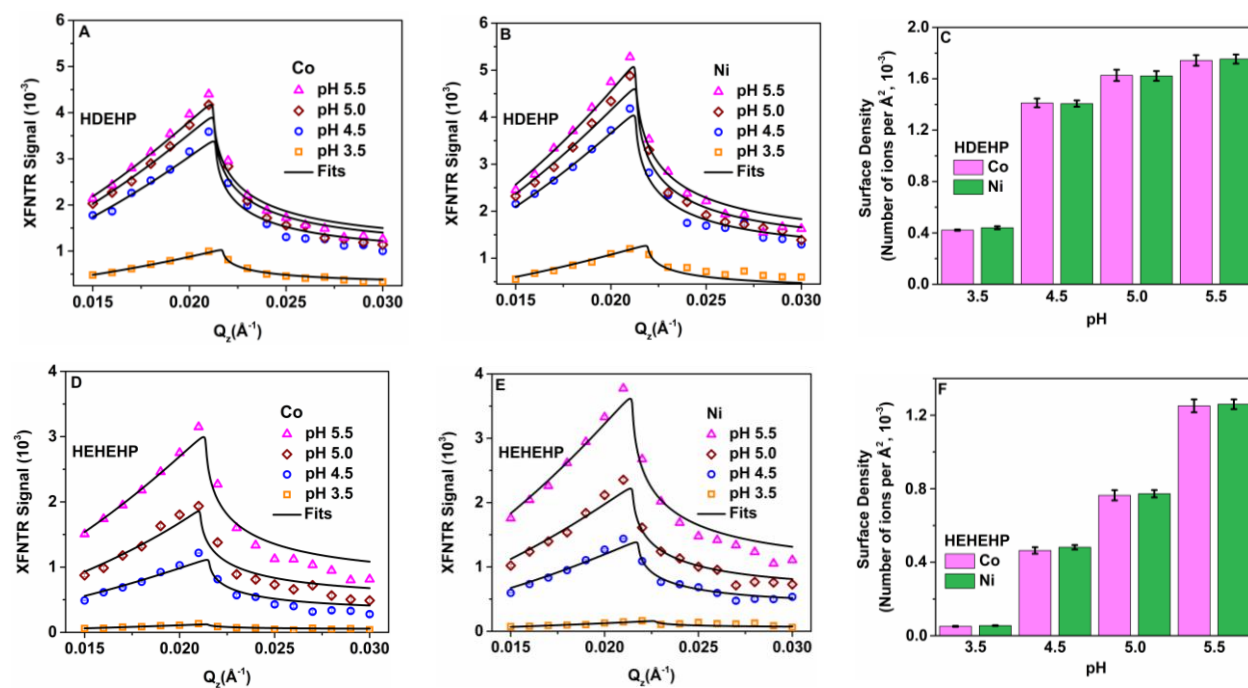 A
Co
pH 5.5
pH 5.0
pH 4.5
pH 3.5
Fits
HDEHP
XFNTR Signal (10⁻³)
6
5
4
3
2
1
0.015 0.020 0.025 0.030
Q_z(Å⁻¹)
B
Ni
pH 5.5
pH 5.0
pH 4.5
pH 3.5
Fits
HDEHP
XFNTR Signal (10⁻³)
6
5
4
3
2
1
0.015 0.020 0.025 0.030
Q_z(Å⁻¹)
C
HDEHP
Co
Ni
Surface Density
(Number of ions per Å², 10⁻³)
2.0
1.6
1.2
0.8
0.4
0.0
3.5 4.5 5.0 5.5
pH
D
Co
pH 5.5
pH 5.0
pH 4.5
pH 3.5
Fits
HEHEHP
XFNTR Signal (10⁻³)
4
3
2
1
0
0.015 0.020 0.025 0.030
Q_z(Å⁻¹)
E
Ni
pH 5.5
pH 5.0
pH 4.5
pH 3.5
Fits
HEHEHP
XFNTR Signal (10⁻³)
4
3
2
1
0
0.015 0.020 0.025 0.030
Q_z(Å⁻¹)
F
HEHEHP
Co
Ni
Surface Density
(Number of ions per Å², 10⁻³)
1.2
0.8
0.4
0.0
3.5 4.5 5.0 5.5
pH